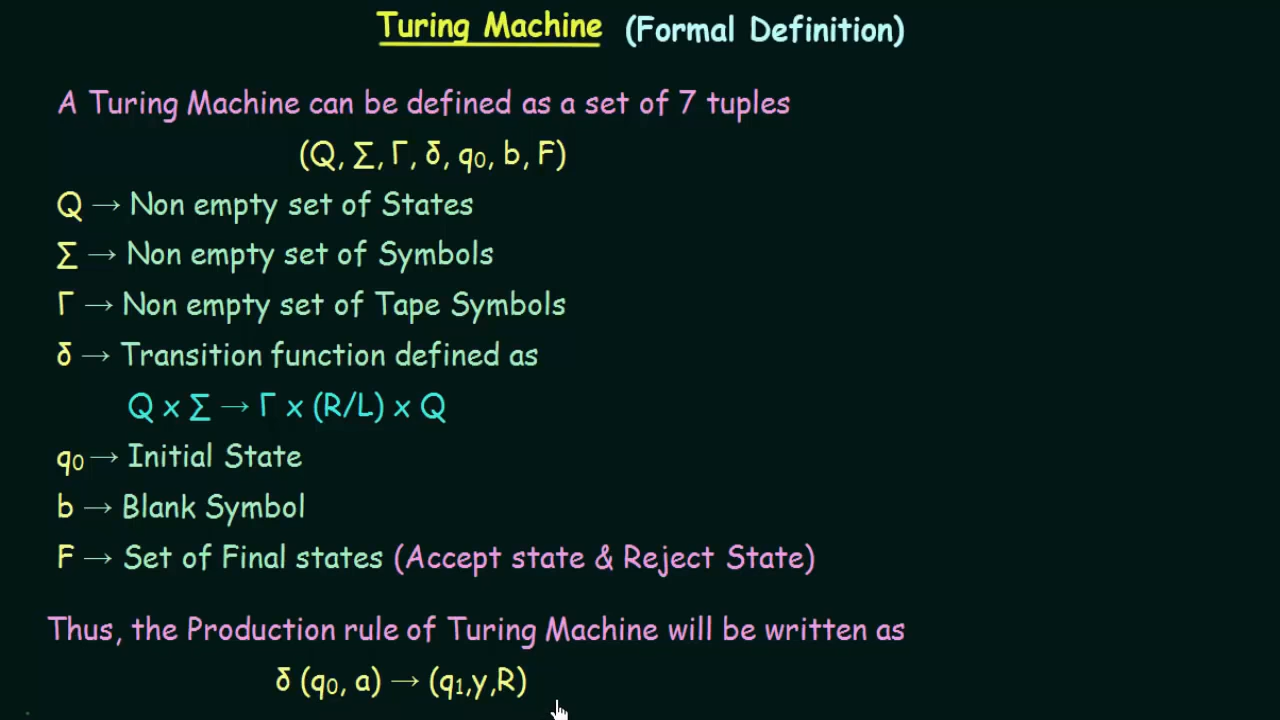 Turing Machine (Formal Definition)
A Turing Machine can be defined as a set of 7 tuples
(Q, Σ, Γ, δ, q₀, b, F)
Q → Non empty set of States
Σ → Non empty set of Symbols
Γ → Non empty set of Tape Symbols
δ → Transition function defined as
Q x Σ → Γ x (R/L) x Q
q₀ → Initial State
b → Blank Symbol
F → Set of Final states (Accept state & Reject State)
Thus, the Production rule of Turing Machine will be written as
δ (q₀, a) → (q₁,y,R)